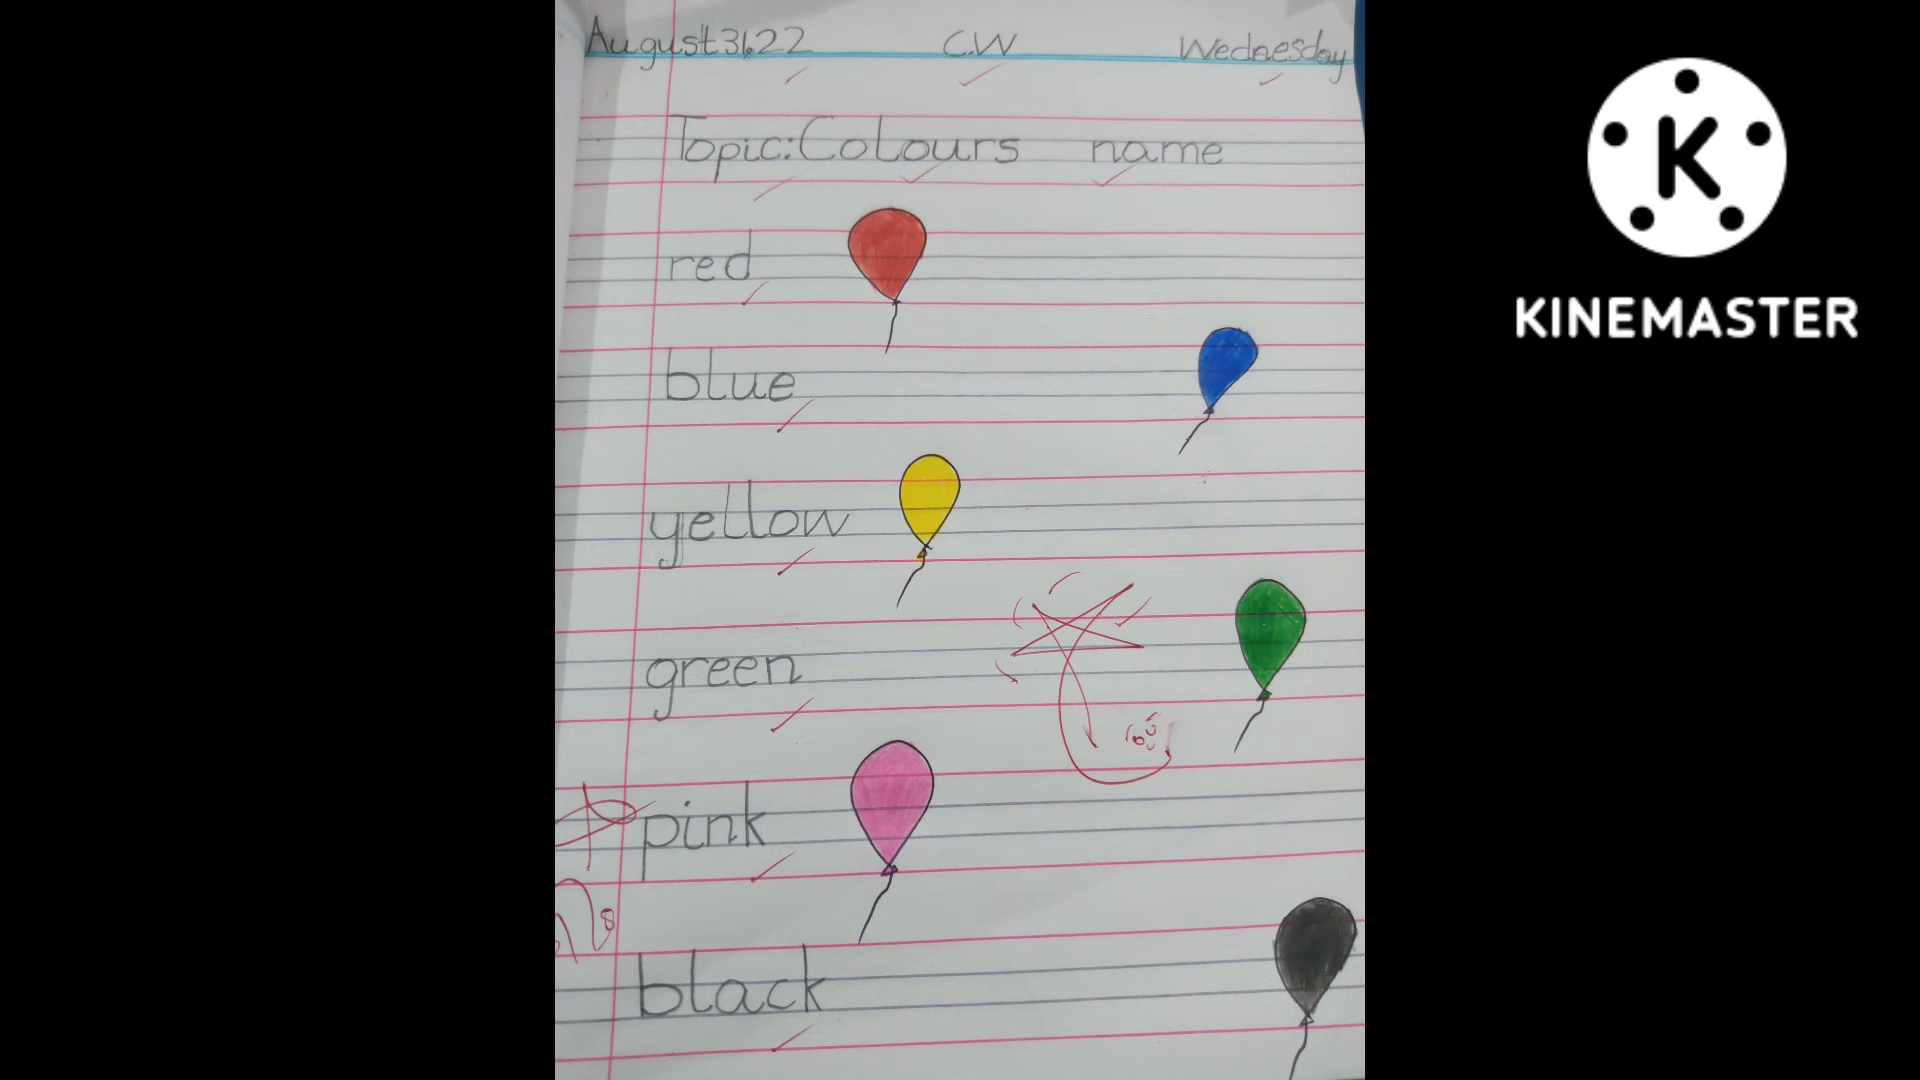 August 31,22 C.W Wednesday
Topic: Colours name
red
blue
yellow
green
pink
black
KINEMASTER